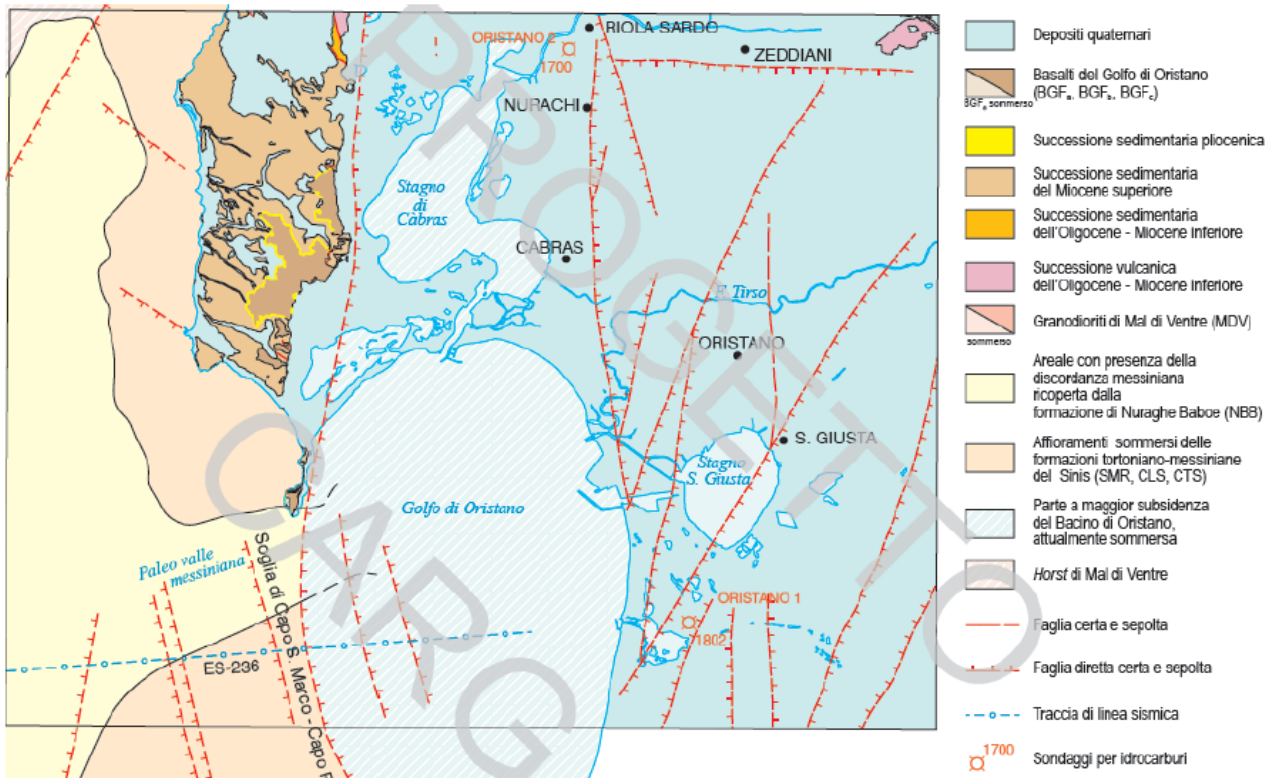 ORISTANO 2
1700
RIOLA SARDO
ZEDDIANI
NURACHI
Stagno
di
Càbras
CABRAS
F. Tirso
ORISTANO
S. GIUSTA
Stagno
S. Giusta
Golfo di Oristano
Paleo valle
messiniana
Soglia di Capo S. Marco - Capo F
ES-236
ORISTANO 1
1802
PROGETTO
CARG
Depositi quaternari
Basalti del Golfo di Oristano
(BGFa, BGFb, BGFc)
sommerso
Successione sedimentaria pliocenica
Successione sedimentaria
del Miocene superiore
Successione sedimentaria
dell'Oligocene - Miocene inferiore
Successione vulcanica
dell'Oligocene - Miocene inferiore
Granodioriti di Mal di Ventre (MDV)
sommerso
Areale con presenza della
discordanza messiniana
ricoperta dalla
formazione di Nuraghe Baboe (NBB)
Affioramenti sommersi delle
formazioni tortoniano-messiniane
del Sinis (SMR, CLS, CTS)
Parte a maggior subsidenza
del Bacino di Oristano,
attualmente sommersa
Horst di Mal di Ventre
Faglia certa e sepolta
Faglia diretta certa e sepolta
Traccia di linea sismica
1700
Sondaggi per idrocarburi